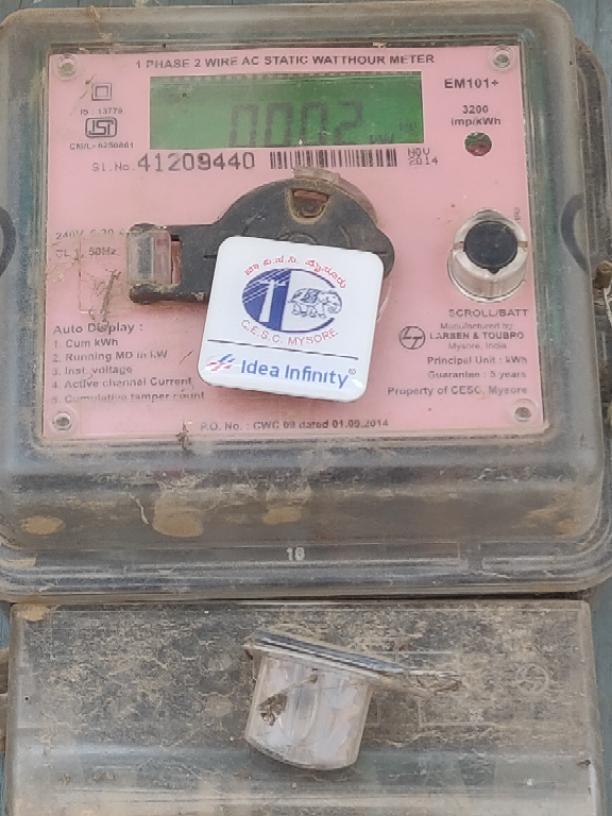 1 PHASE 2 WIRE AC STATIC WATTHOUR METER
EM101+
IS : 13779
CM/L-
3200
imp/kWh
Sl.No. 41209440
NOV
2014
50Hz
SCROLL/BATT
Manufactured by
LARSEN & TOUBRO
Mysore, India
Principal Unit : kWh
Guarantee : 5 years
Property of CESC, Mysore
Auto Display :
1. Cum kWh
2. Running MD in kW
3. Inst. voltage
4. Active channel Current
5. Cumulative tamper count
C.E.S.C. MYSORE
Idea Infinity
P.O. No. : CWC 09 dated 01.09.2014